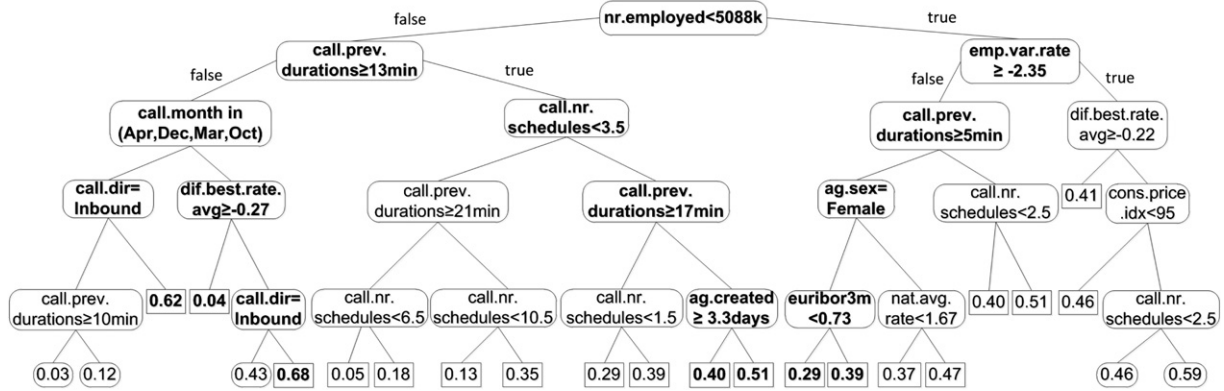 nr.employed<5088k
false
true
call.prev.
durations≥13min
emp.var.rate
≥ -2.35
false
true
false
true
call.month in
(Apr,Dec,Mar,Oct)
call.nr.
schedules<3.5
call.prev.
durations≥5min
dif.best.rate.
avg≥-0.22
call.dir=
Inbound
dif.best.rate.
avg≥-0.27
call.prev.
durations≥21min
call.prev.
durations≥17min
ag.sex=
Female
call.nr.
schedules<2.5
0.41
cons.price
.idx<95
call.prev.
durations≥10min
0.62
0.04
call.dir=
Inbound
call.nr.
schedules<6.5
call.nr.
schedules<10.5
call.nr.
schedules<1.5
ag.created
≥ 3.3days
euribor3m
<0.73
nat.avg.
rate<1.67
0.40
0.51
0.46
call.nr.
schedules<2.5
0.03
0.12
0.43
0.68
0.05
0.18
0.13
0.35
0.29
0.39
0.40
0.51
0.29
0.39
0.37
0.47
0.46
0.59